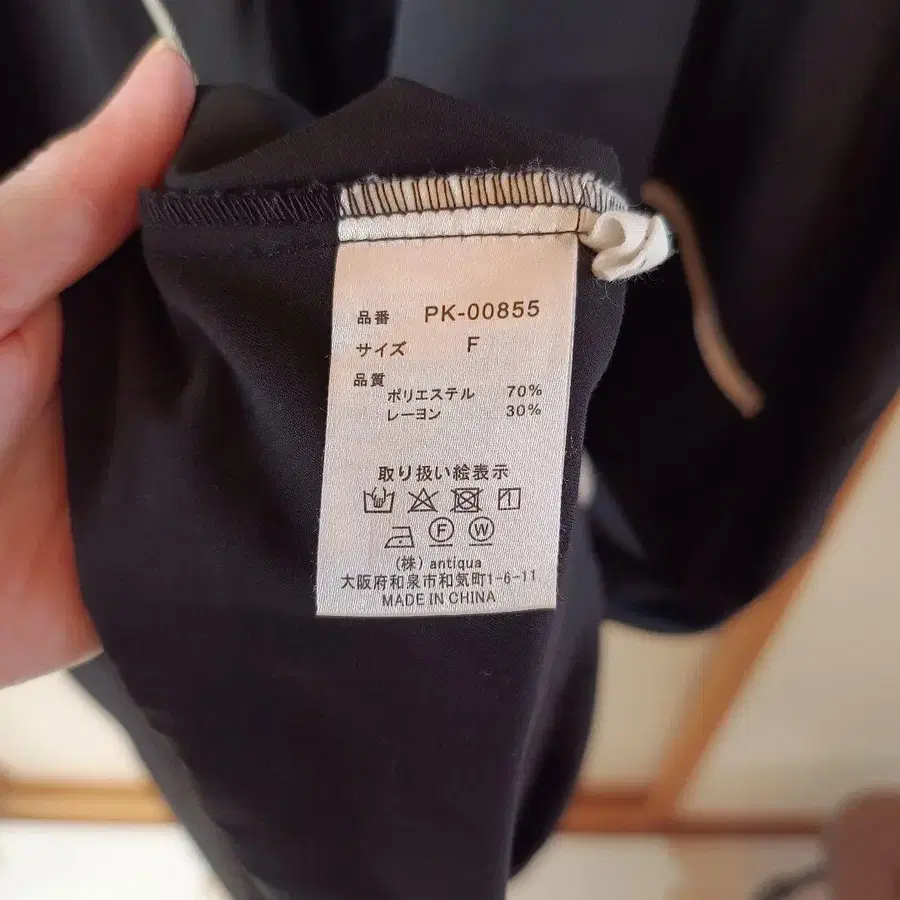 品番 PK-00855
サイズ F
品質
ポリエステル 70%
レーヨン 30%
取り扱い絵表示
F W
(株) antiqua
大阪府和泉市和気町1-6-11
MADE IN CHINA